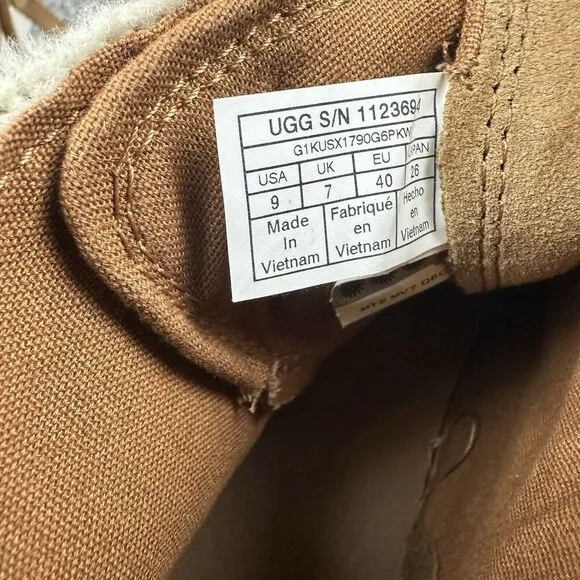 UGG S/N 1123694
G1KUSX1790G6PKW
USA UK EU JAPAN
9 7 40 26
Made In Vietnam
Fabriqué en Vietnam
Hecho en Vietnam